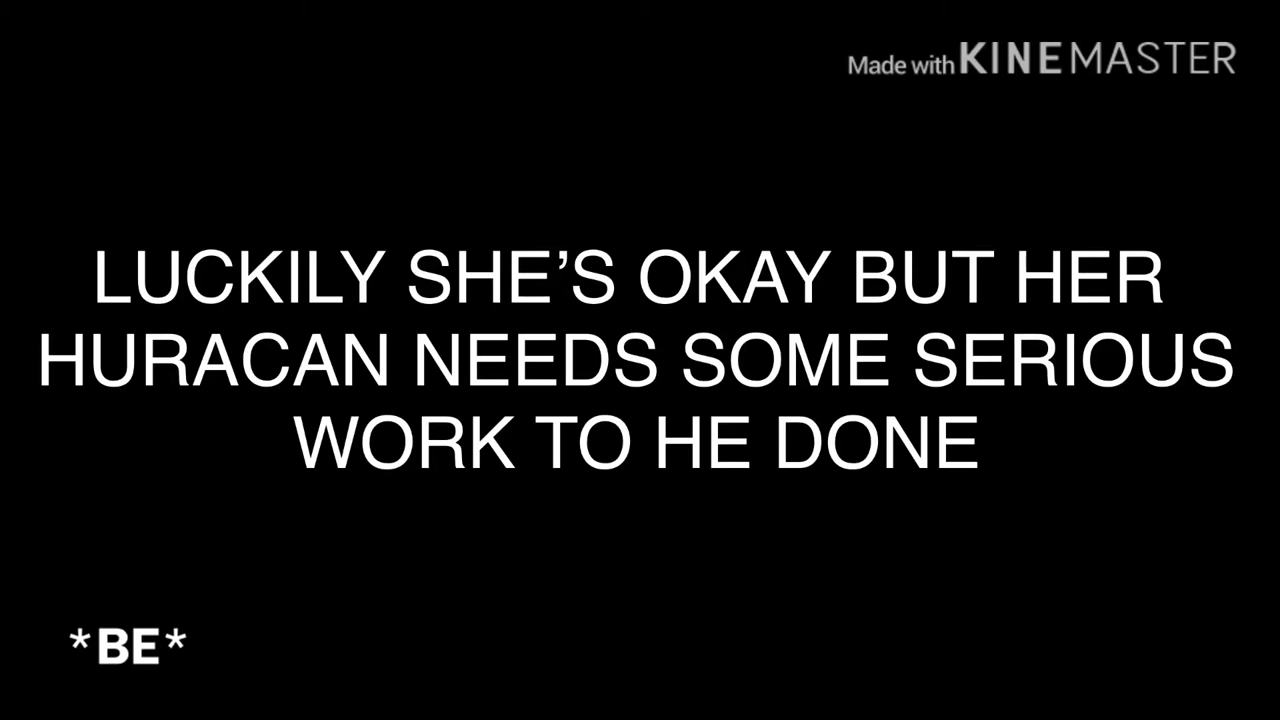 Made with KINEMASTER
LUCKILY SHE’S OKAY BUT HER
HURACAN NEEDS SOME SERIOUS
WORK TO HE DONE
*BE*